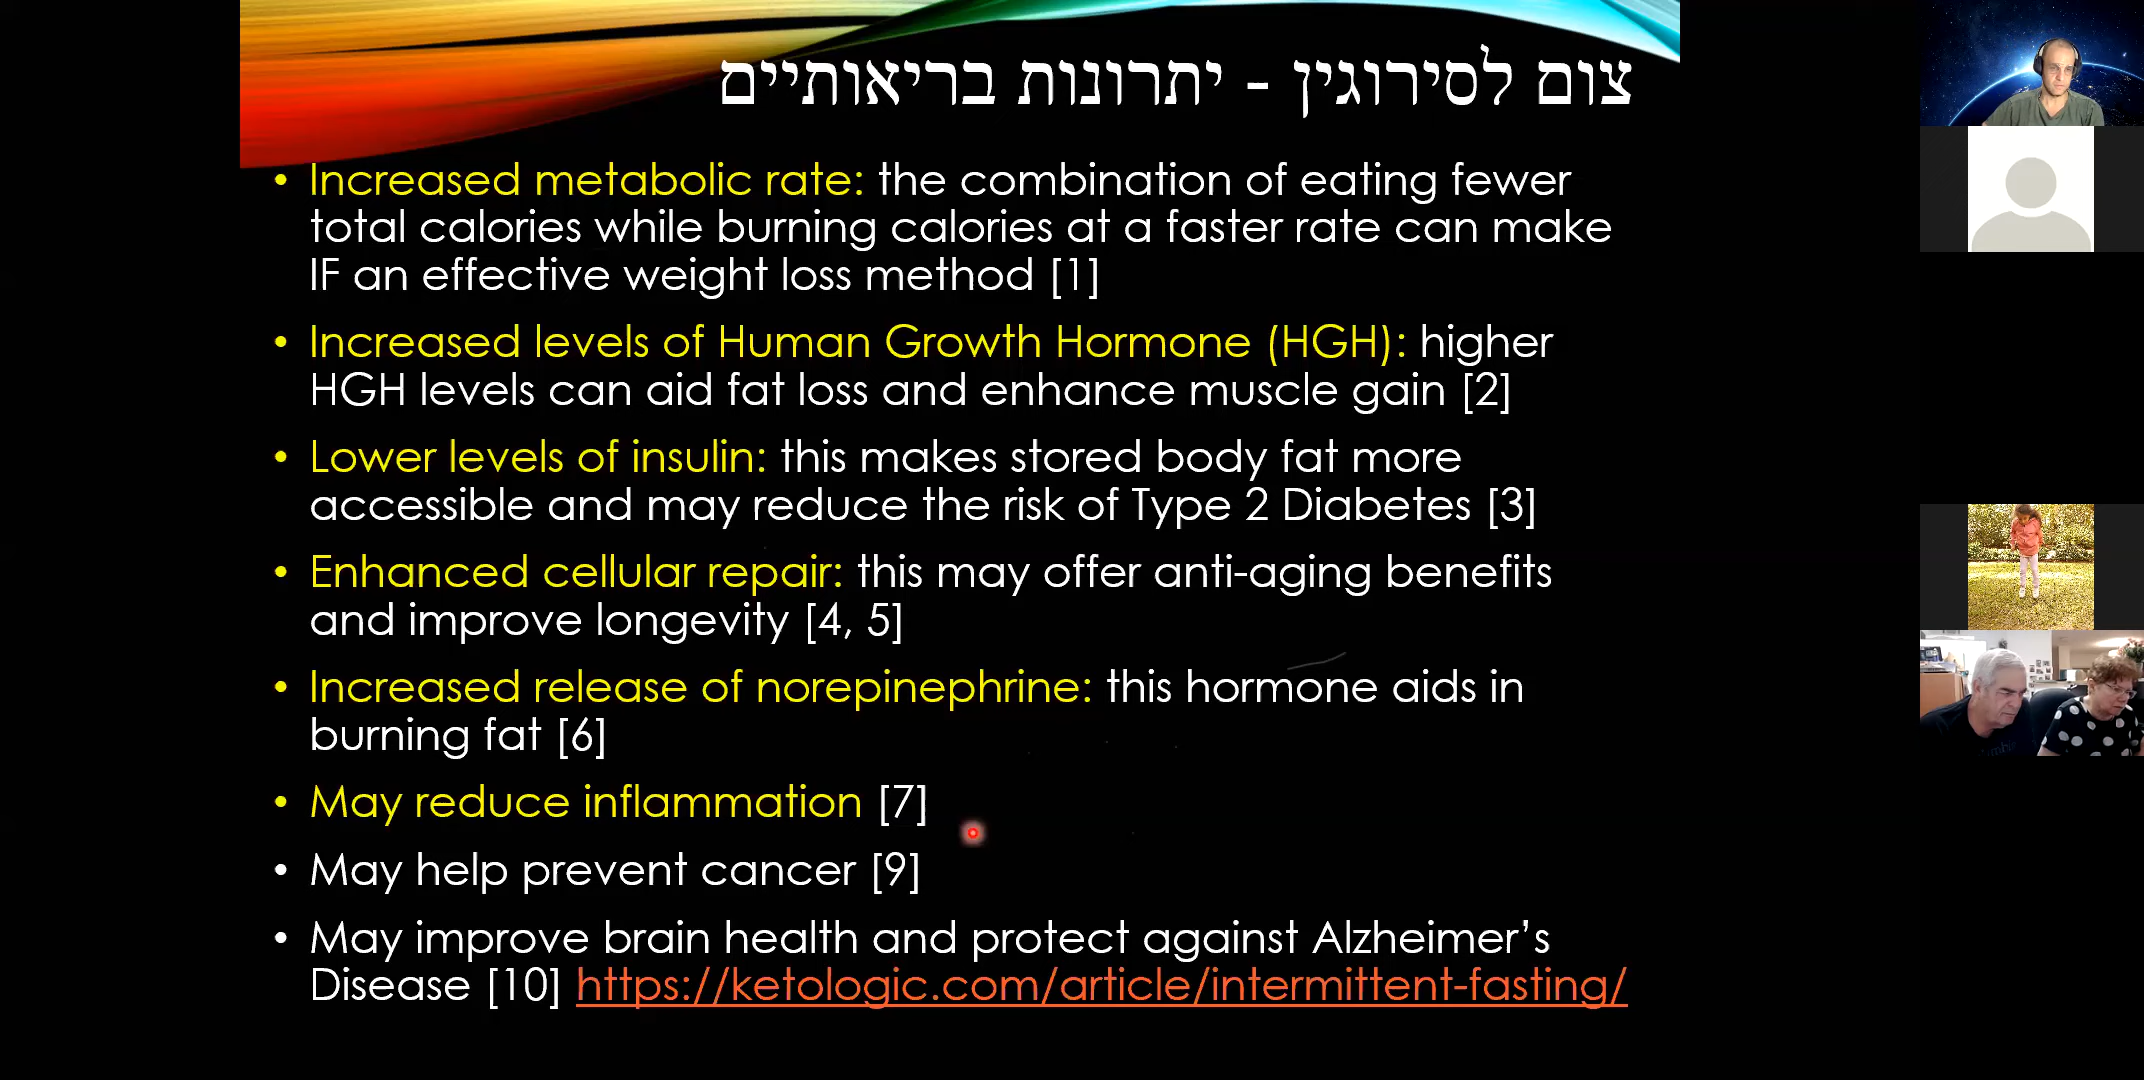 צום לסירוגין - יתרונות בריאותיים
• Increased metabolic rate: the combination of eating fewer
total calories while burning calories at a faster rate can make
IF an effective weight loss method [1]
• Increased levels of Human Growth Hormone (HGH): higher
HGH levels can aid fat loss and enhance muscle gain [2]
• Lower levels of insulin: this makes stored body fat more
accessible and may reduce the risk of Type 2 Diabetes [3]
• Enhanced cellular repair: this may offer anti-aging benefits
and improve longevity [4, 5]
• Increased release of norepinephrine: this hormone aids in
burning fat [6]
• May reduce inflammation [7]
• May help prevent cancer [9]
• May improve brain health and protect against Alzheimer’s
Disease [10] https://ketologic.com/article/intermittent-fasting/